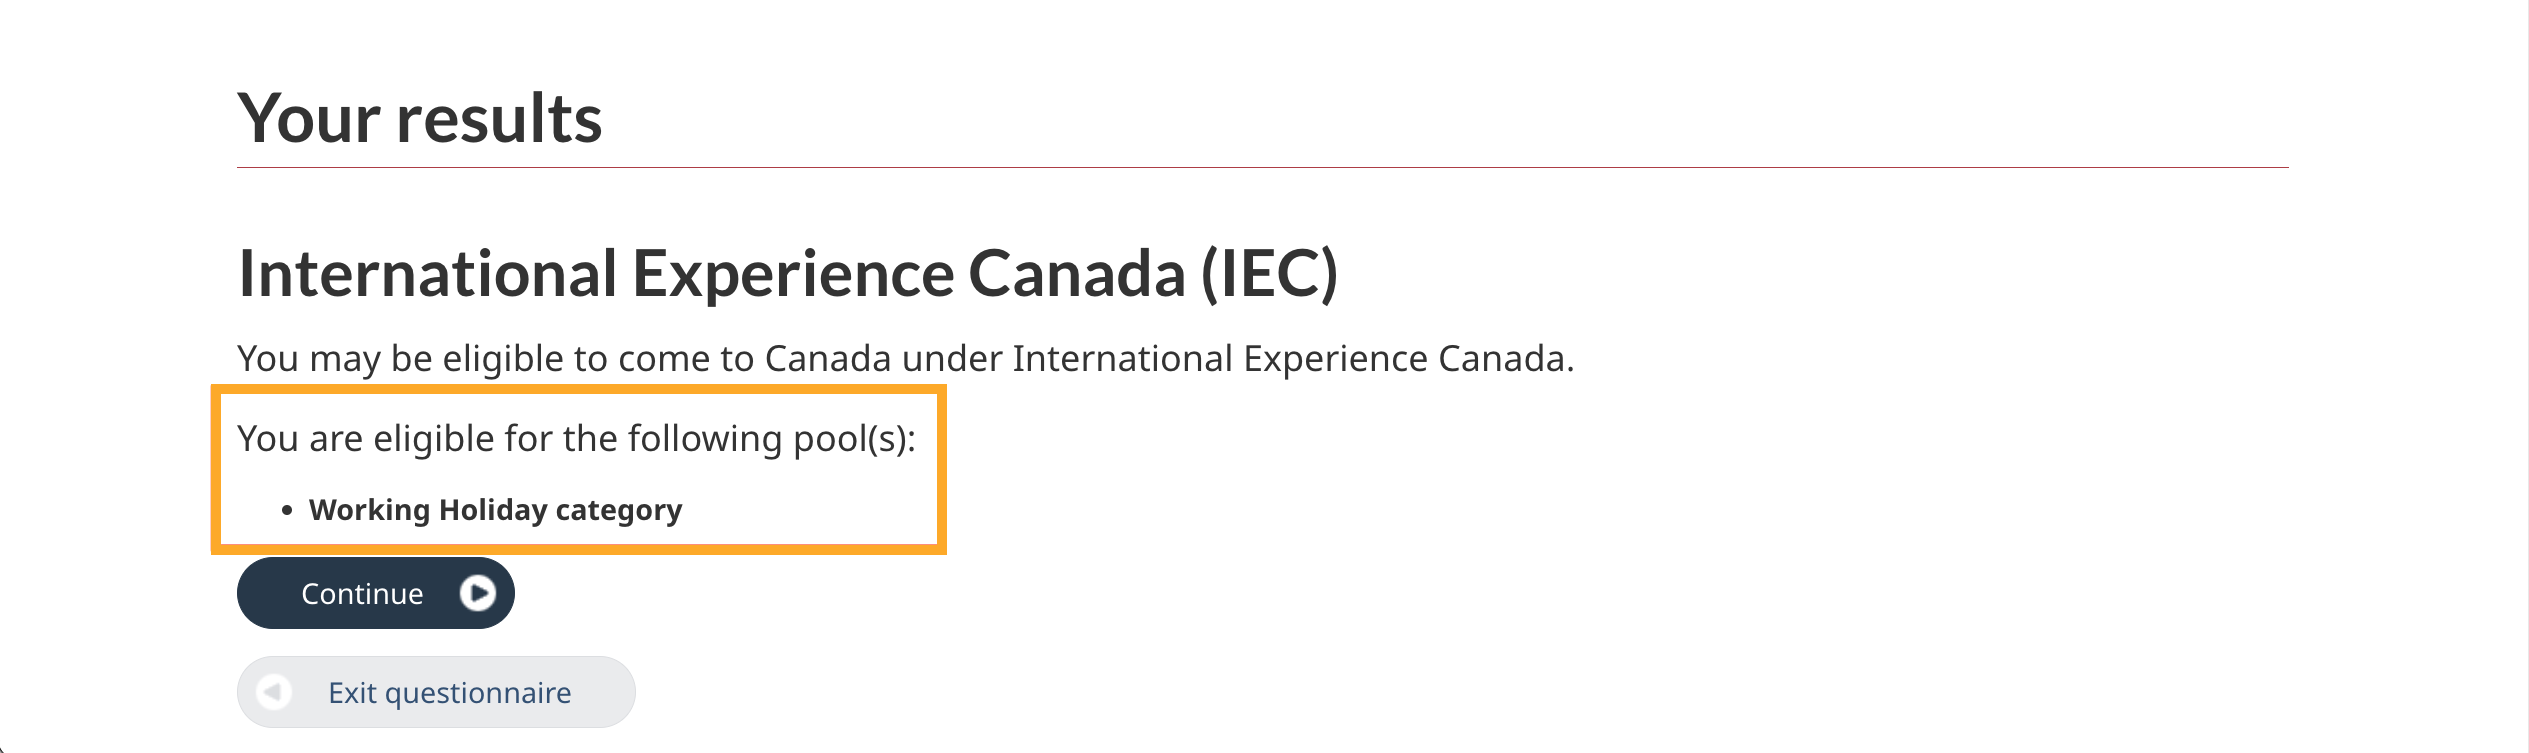 Your results
International Experience Canada (IEC)
You may be eligible to come to Canada under International Experience Canada.
You are eligible for the following pool(s):
• Working Holiday category
Continue
Exit questionnaire